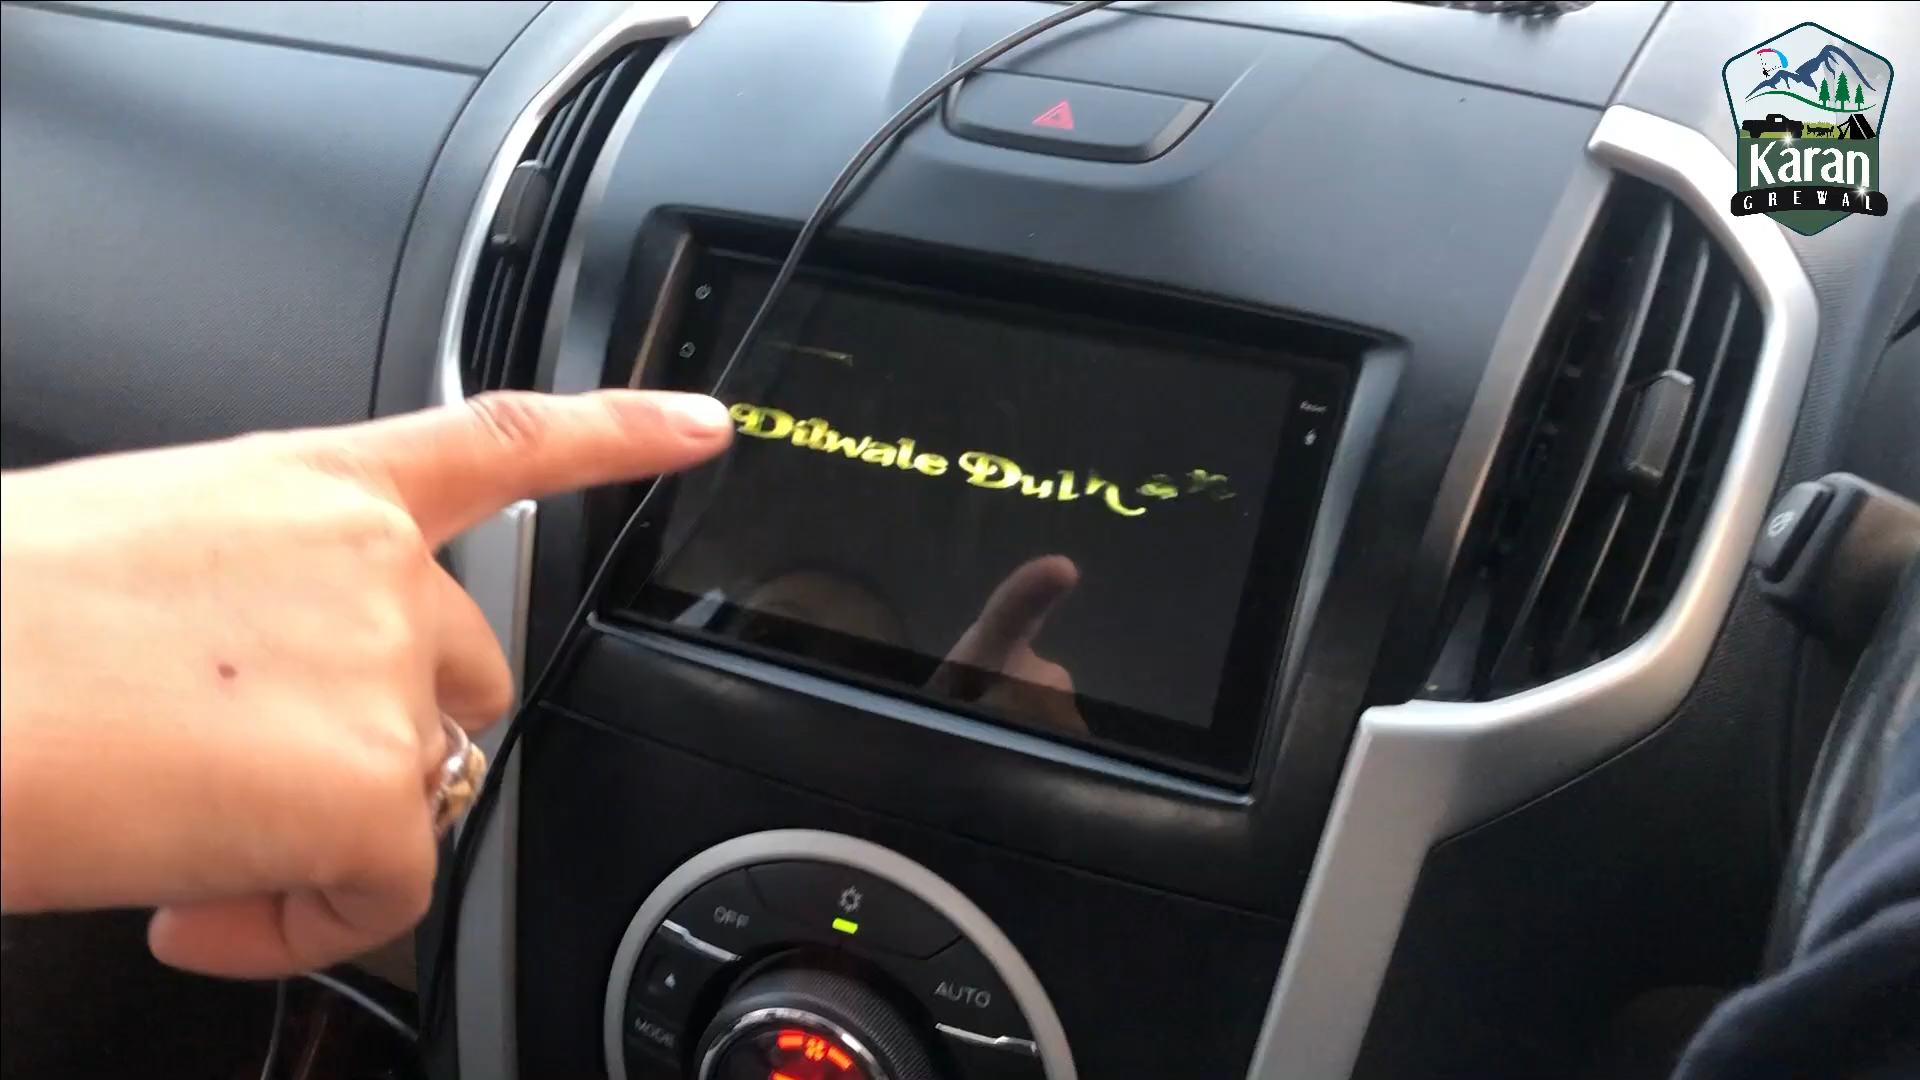 Karan
GREWAL
Reset
Dilwale Dulh
OFF
AUTO
MODE